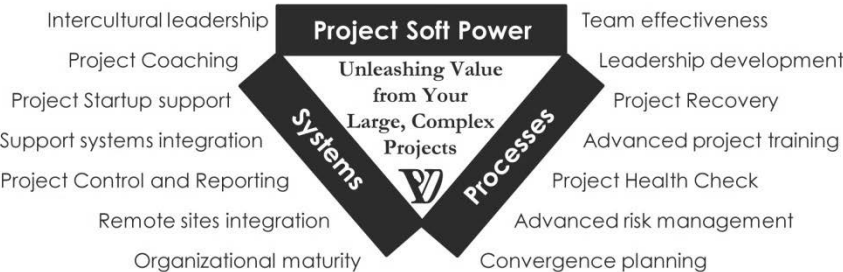 Intercultural leadership
Project Coaching
Project Startup support
Support systems integration
Project Control and Reporting
Remote sites integration
Organizational maturity
Project Soft Power
Unleashing Value
from Your
Large, Complex
Projects
Systems
Processes
Team effectiveness
Leadership development
Project Recovery
Advanced project training
Project Health Check
Advanced risk management
Convergence planning